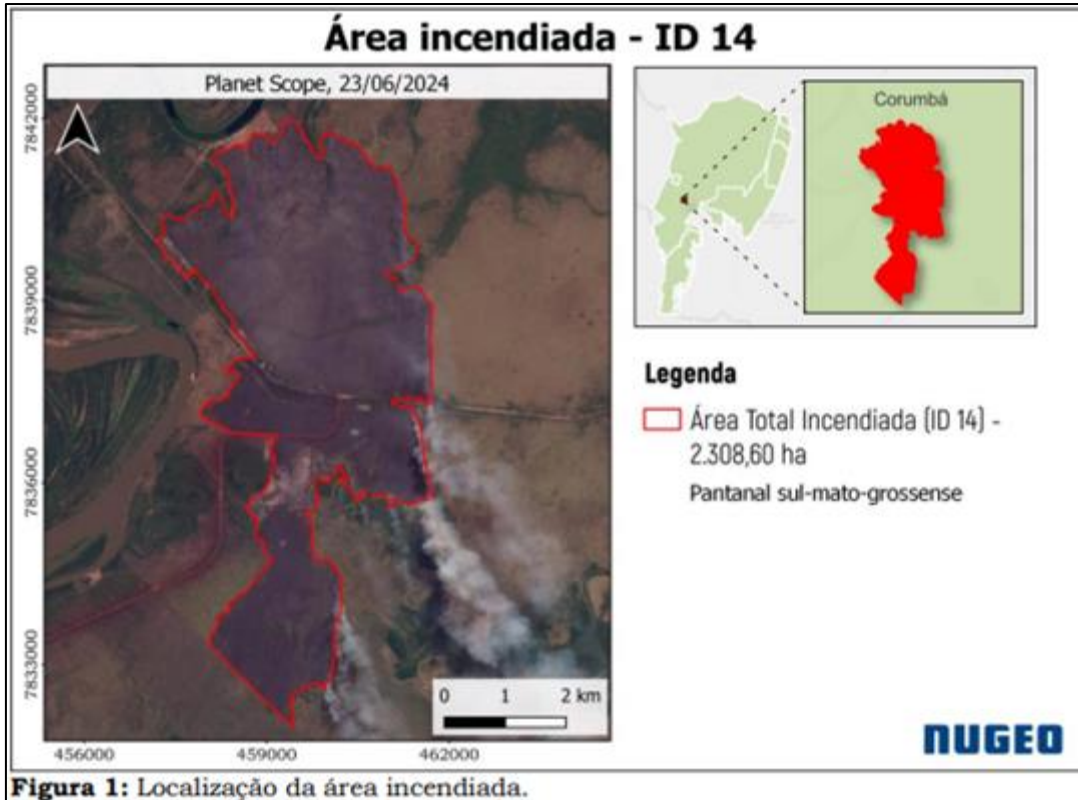 Área incendiada - ID 14
Planet Scope, 23/06/2024
7842000
7839000
7836000
7833000
456000
459000
462000
0 1 2 km
Corumbá
Legenda
Área Total Incendiada (ID 14) -
2.308,60 ha
Pantanal sul-mato-grossense
NUGEO
Figura 1: Localização da área incendiada.